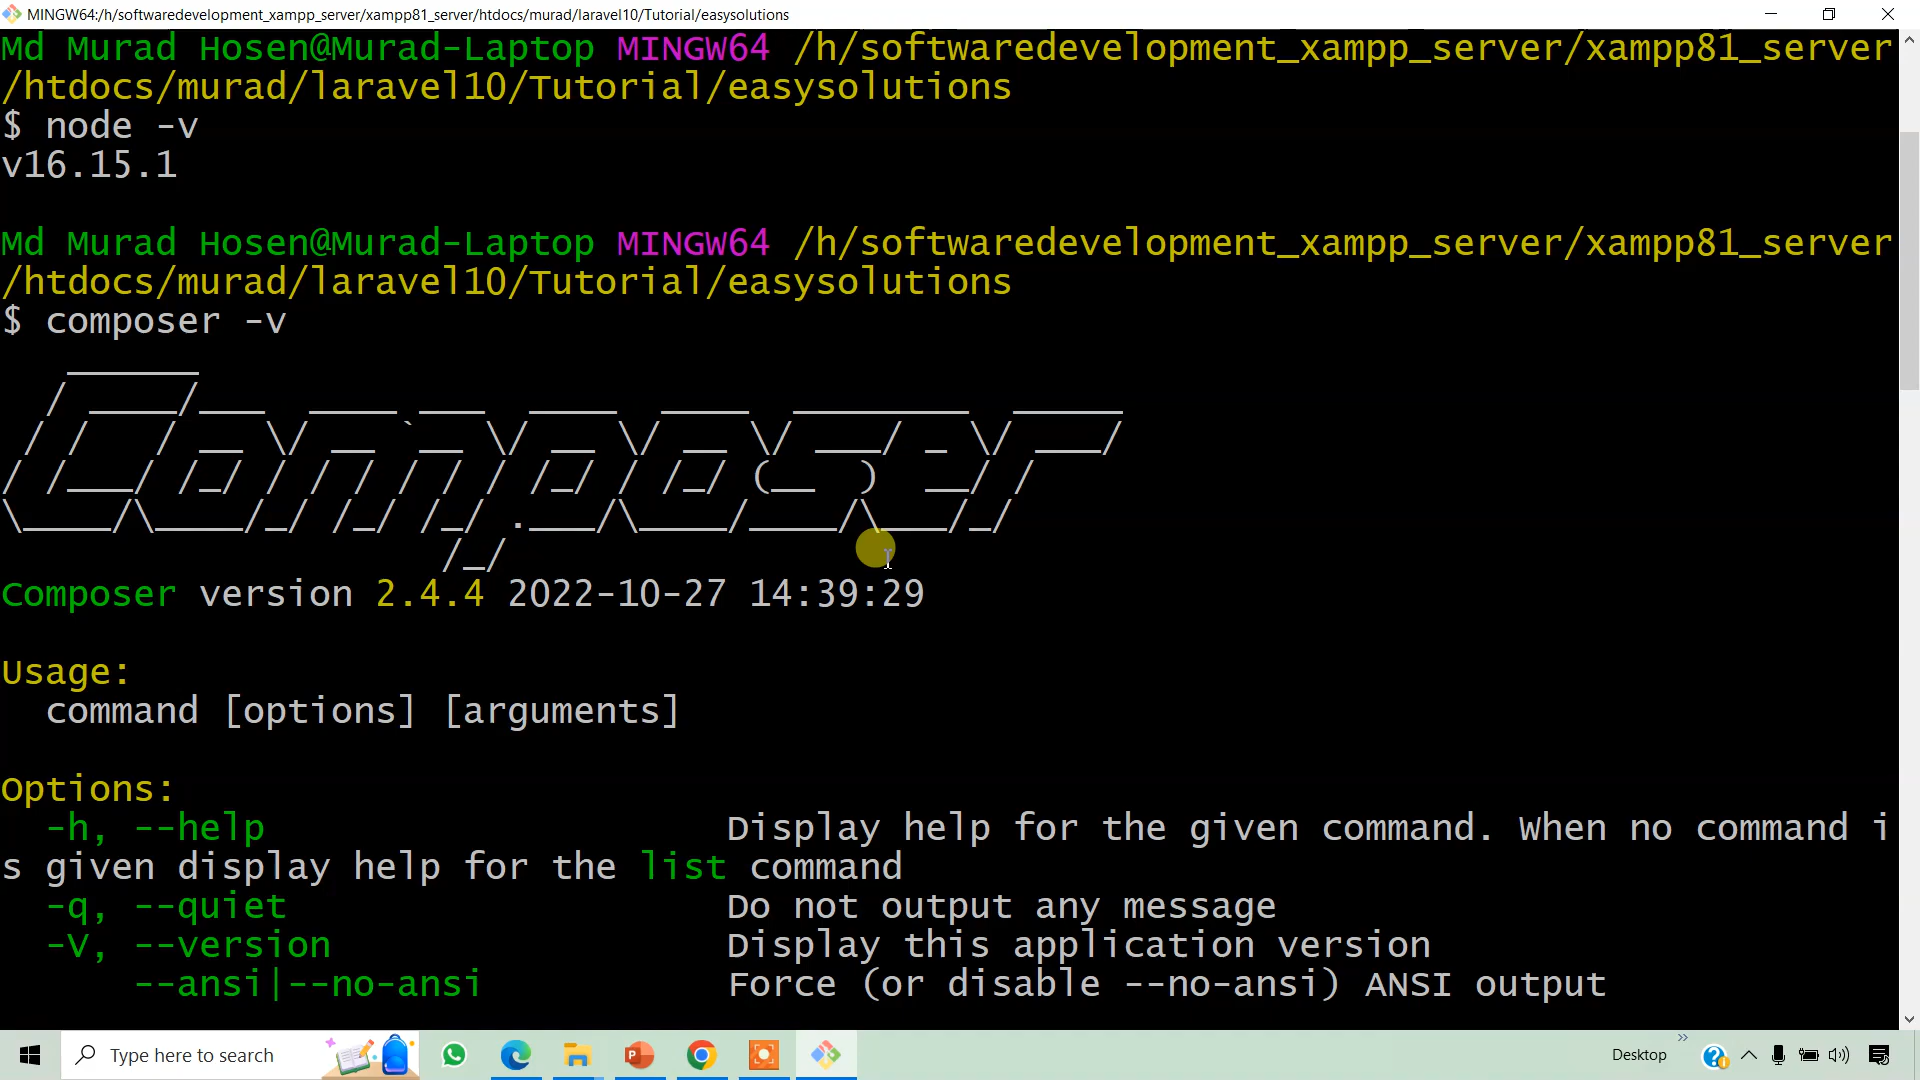 MINGW64:/h/softwaredevelopment_xampp_server/xampp81_server/htdocs/murad/laravel10/Tutorial/easysolutions
Md Murad Hosen@Murad-Laptop MINGW64 /h/softwaredevelopment_xampp_server/xampp81_server
/htdocs/murad/laravel10/Tutorial/easysolutions
$ node -v
v16.15.1
Md Murad Hosen@Murad-Laptop MINGW64 /h/softwaredevelopment_xampp_server/xampp81_server
/htdocs/murad/laravel10/Tutorial/easysolutions
$ composer -v
Composer
Composer version 2.4.4 2022-10-27 14:39:29
Usage:
command [options] [arguments]
Options:
-h, --help Display help for the given command. When no command i
s given display help for the list command
-q, --quiet Do not output any message
-V, --version Display this application version
--ansi|--no-ansi Force (or disable --no-ansi) ANSI output
Type here to search
Desktop